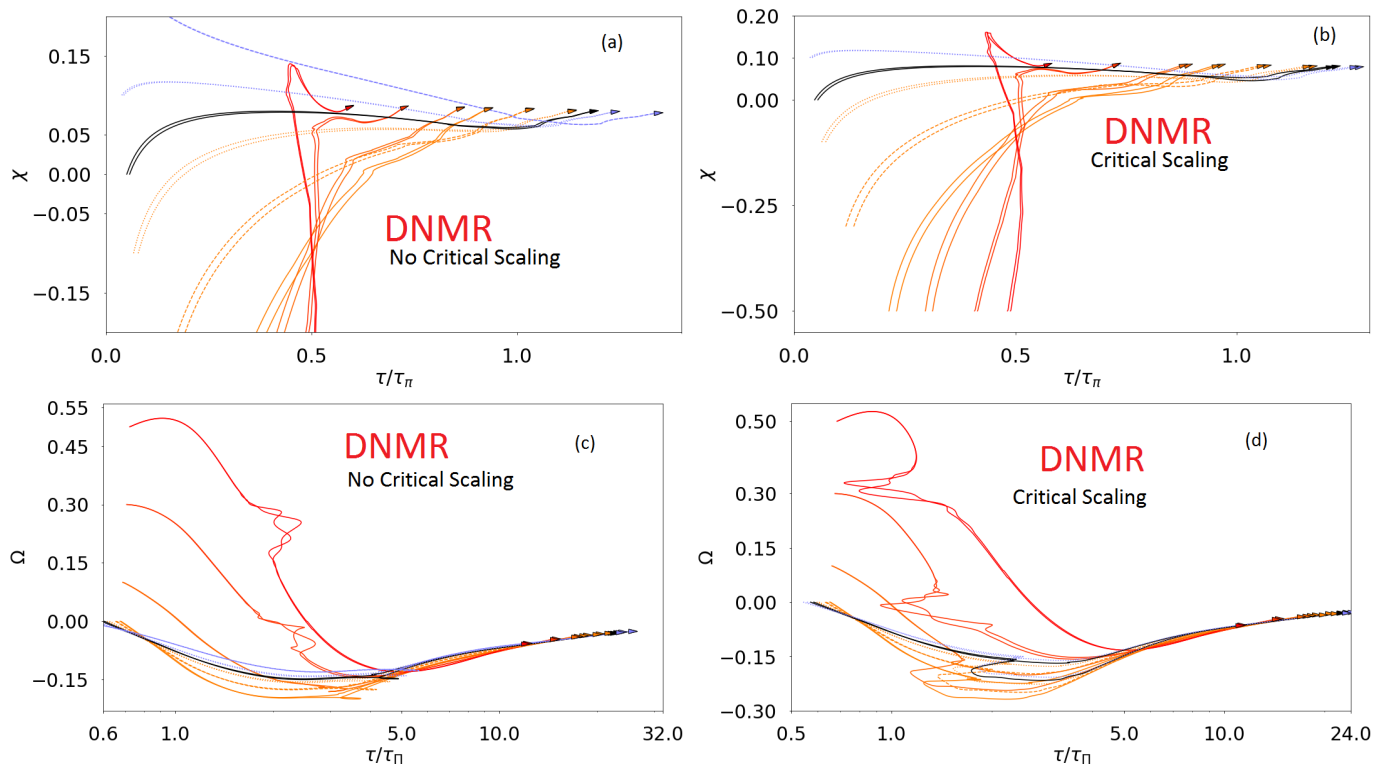 (a)
0.15
0.05
0.00
−0.05
−0.15
χ
DNMR
No Critical Scaling
0.0
0.5
1.0
τ/τπ
(b)
0.20
0.10
0.00
−0.25
−0.50
χ
DNMR
Critical Scaling
0.0
0.5
1.0
τ/τπ
(c)
0.55
0.45
0.30
0.15
0.00
−0.15
Ω
DNMR
No Critical Scaling
0.6
1.0
5.0
10.0
32.0
τ/τΠ
(d)
0.50
0.30
0.15
0.00
−0.15
−0.30
Ω
DNMR
Critical Scaling
0.5
1.0
5.0
10.0
24.0
τ/τΠ